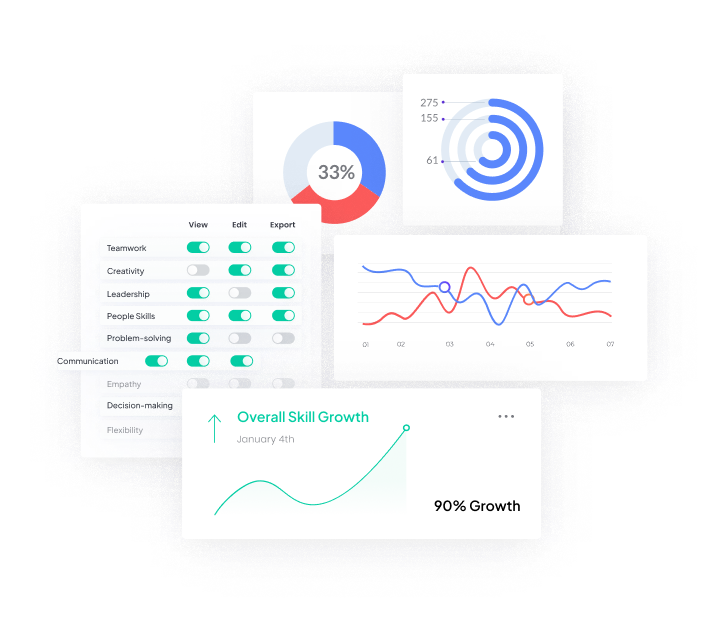 275
155
61
33%
View Edit Export
Teamwork
Creativity
Leadership
People Skills
Problem-solving
Communication
Empathy
Decision-making
Flexibility
01 02 03 04 05 06 07
Overall Skill Growth
January 4th
90% Growth